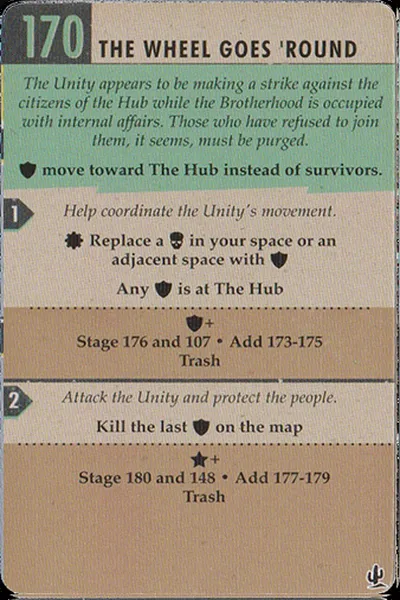 170 THE WHEEL GOES 'ROUND
The Unity appears to be making a strike against the
citizens of the Hub while the Brotherhood is occupied
with internal affairs. Those who have refused to join
them, it seems, must be purged.
move toward The Hub instead of survivors.
1 Help coordinate the Unity's movement.
Replace a in your space or an
adjacent space with
Any is at The Hub
+
Stage 176 and 107 • Add 173-175
Trash
2 Attack the Unity and protect the people.
Kill the last on the map
+
Stage 180 and 148 • Add 177-179
Trash